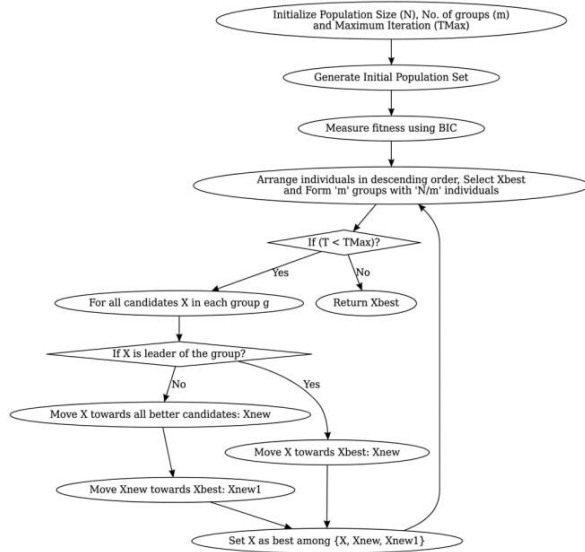 Initialize Population Size (N), No. of groups (m)
and Maximum Iteration (TMax)
Generate Initial Population Set
Measure fitness using BIC
Arrange individuals in descending order, Select Xbest
and Form 'm' groups with 'N/m' individuals
If (T < TMax)?
Yes
No
For all candidates X in each group g
Return Xbest
If X is leader of the group?
No
Yes
Move X towards all better candidates: Xnew
Move X towards Xbest: Xnew
Move Xnew towards Xbest: Xnew1
Set X as best among {X, Xnew, Xnew1}